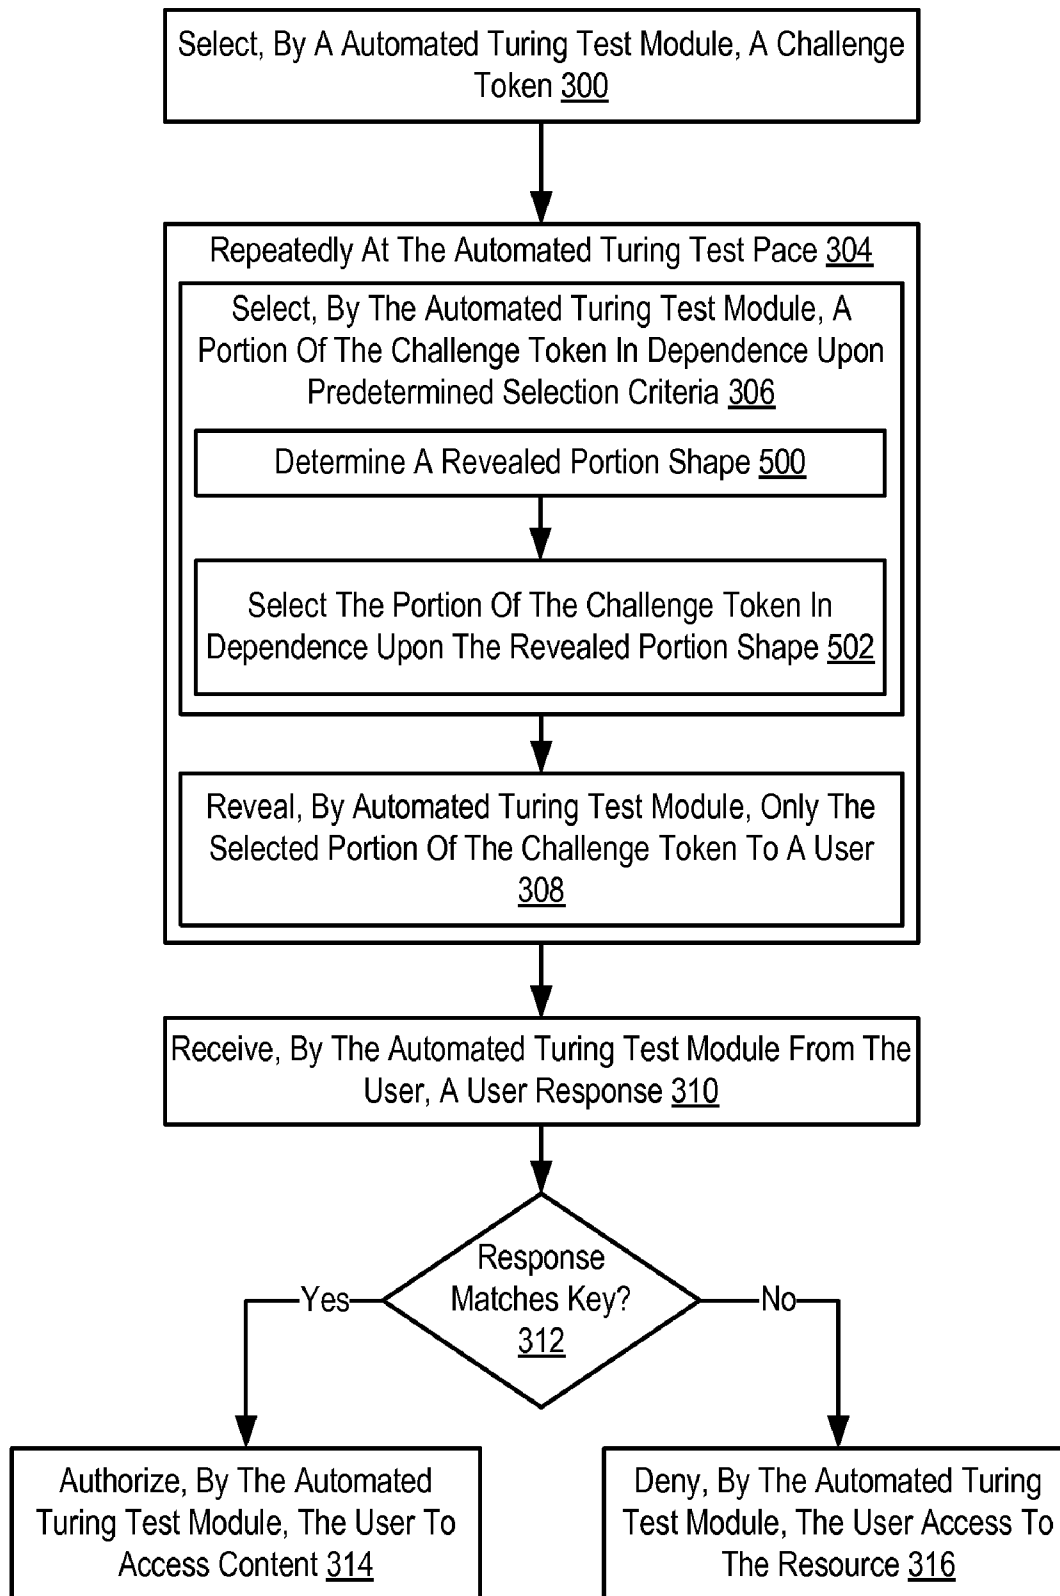 Select, By A Automated Turing Test Module, A Challenge
Token 300
Repeatedly At The Automated Turing Test Pace 304
Select, By The Automated Turing Test Module, A
Portion Of The Challenge Token In Dependence Upon
Predetermined Selection Criteria 306
Determine A Revealed Portion Shape 500
Select The Portion Of The Challenge Token In
Dependence Upon The Revealed Portion Shape 502
Reveal, By Automated Turing Test Module, Only The
Selected Portion Of The Challenge Token To A User
308
Receive, By The Automated Turing Test Module From The
User, A User Response 310
Response
Matches Key?
312
Yes
No
Authorize, By The Automated
Turing Test Module, The User To
Access Content 314
Deny, By The Automated Turing
Test Module, The User Access To
The Resource 316